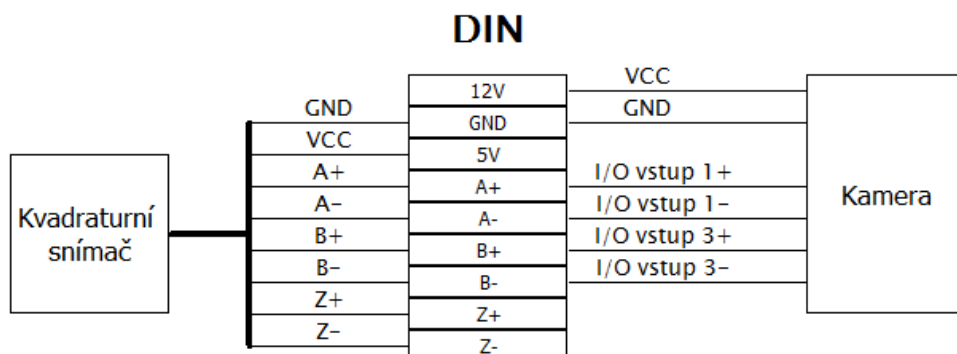 DIN
Kvadraturní
snímač
GND
VCC
A+
A-
B+
B-
Z+
Z-
12V
GND
5V
A+
A-
B+
B-
Z+
Z-
VCC
GND
I/O vstup 1+
I/O vstup 1-
I/O vstup 3+
I/O vstup 3-
Kamera